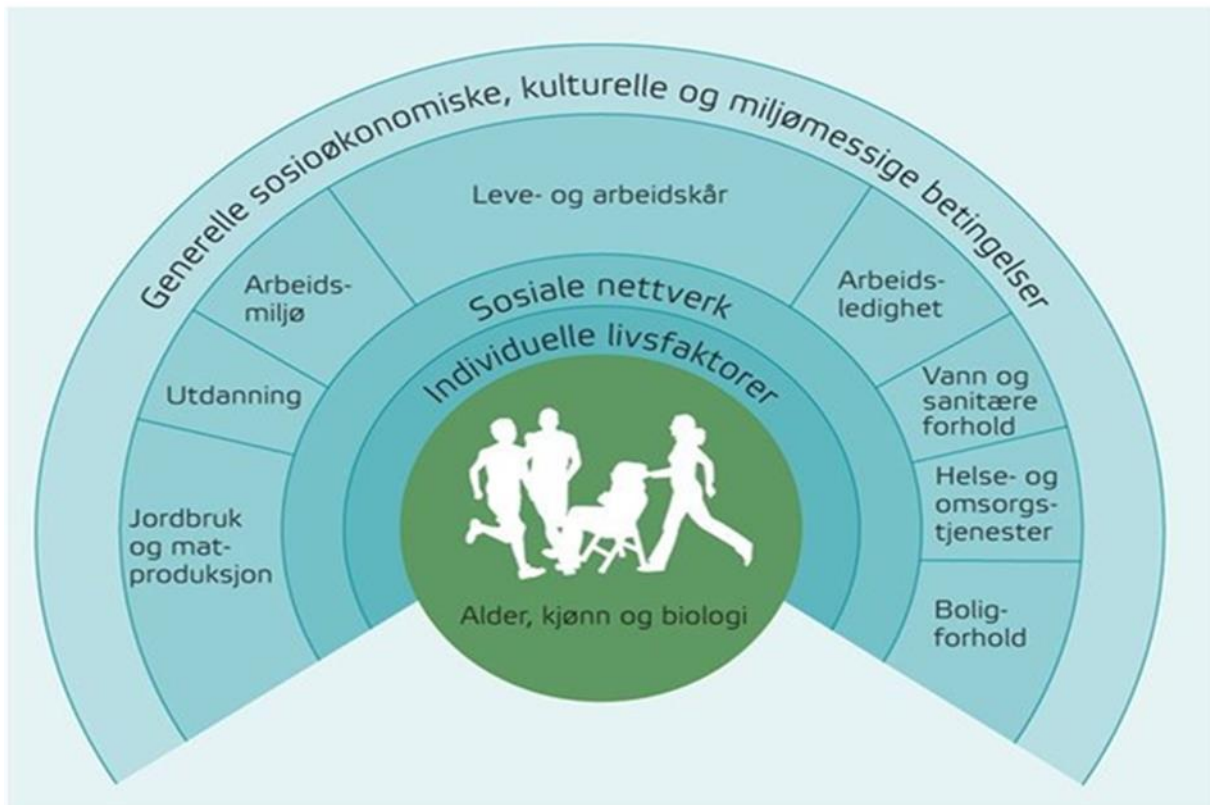 Generelle sosioøkonomiske, kulturelle og miljømessige betingelser
Leve- og arbeidskår
Arbeids-
miljø
Utdanning
Jordbruk
og mat-
produksjon
Arbeids-
ledighet
Vann og
sanitære
forhold
Helse- og
omsorgs-
tjenester
Bolig-
forhold
Sosiale nettverk
Individuelle livsfaktorer
Alder, kjønn og biologi